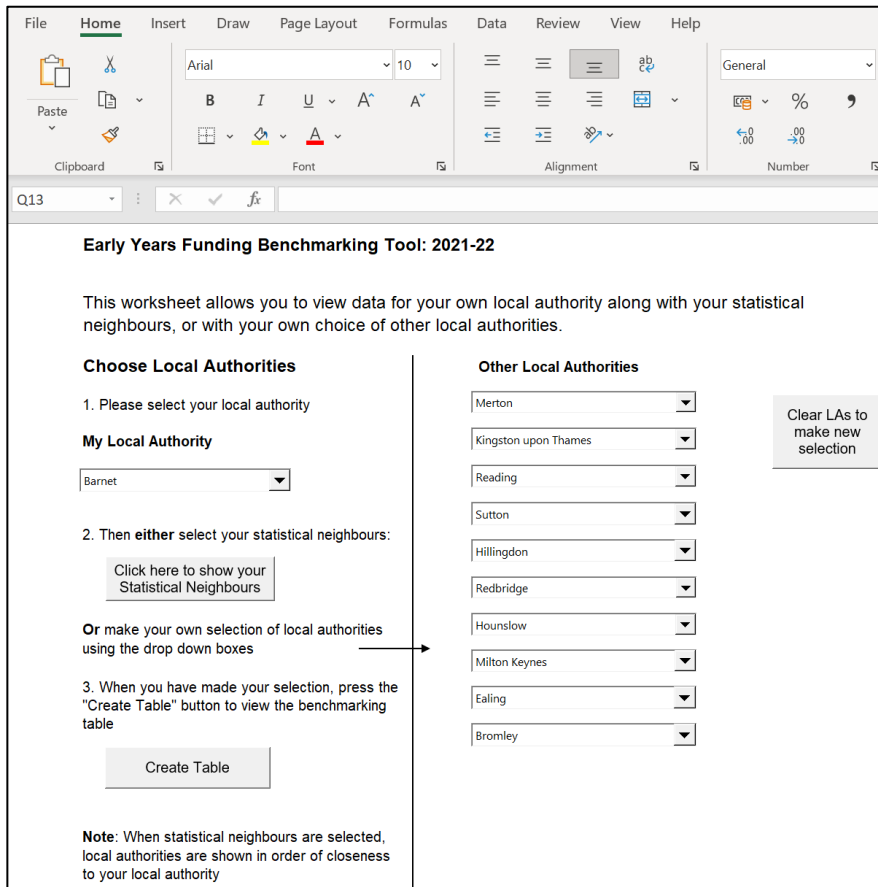 File Home Insert Draw Page Layout Formulas Data Review View Help
Paste
Arial 10
B I U A A
A
ab
c
General
% 9
.00 .00
Clipboard Font Alignment Number
Q13 fx
Early Years Funding Benchmarking Tool: 2021-22
This worksheet allows you to view data for your own local authority along with your statistical
neighbours, or with your own choice of other local authorities.
Choose Local Authorities
1. Please select your local authority
My Local Authority
Barnet
2. Then either select your statistical neighbours:
Click here to show your
Statistical Neighbours
Or make your own selection of local authorities
using the drop down boxes
3. When you have made your selection, press the
"Create Table" button to view the benchmarking
table
Create Table
Note: When statistical neighbours are selected,
local authorities are shown in order of closeness
to your local authority
Other Local Authorities
Merton
Kingston upon Thames
Reading
Sutton
Hillingdon
Redbridge
Hounslow
Milton Keynes
Ealing
Bromley
Clear LAs to
make new
selection